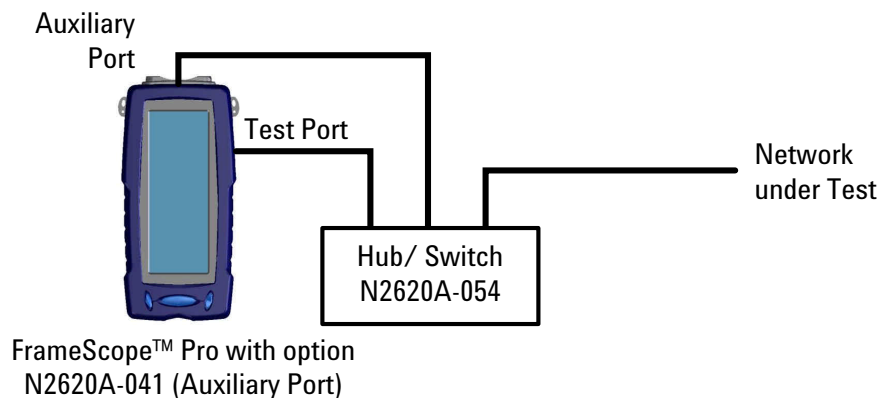 Auxiliary
Port
Test Port
Network
under Test
Hub/ Switch
N2620A-054
FrameScope™ Pro with option
N2620A-041 (Auxiliary Port)